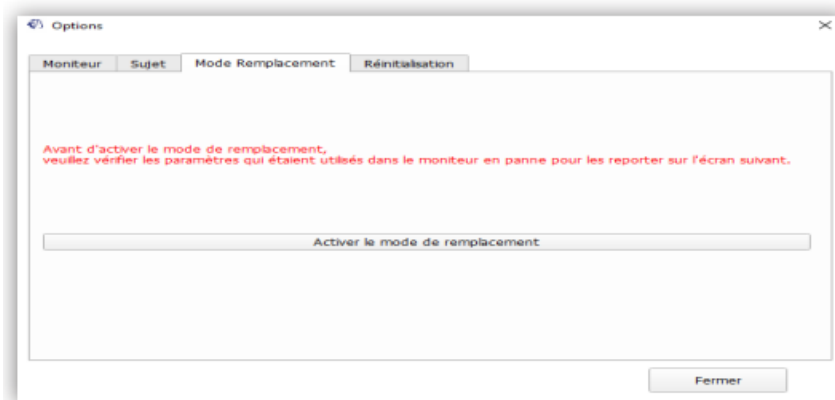 Options
Moniteur Sujet Mode Remplacement Réinitialisation
Avant d'activer le mode de remplacement,
veuillez vérifier les paramètres qui étaient utilisés dans le moniteur en panne pour les reporter sur l'écran suivant.
Activer le mode de remplacement
Fermer